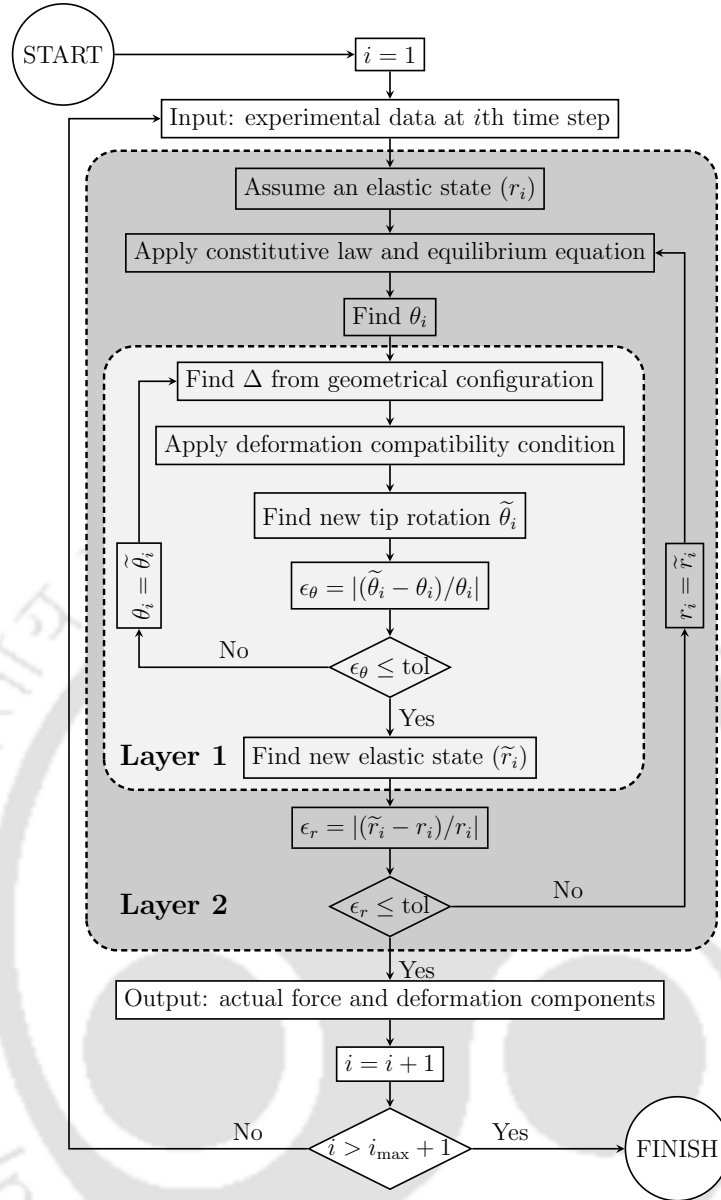 START
i = 1
Input: experimental data at ith time step
Assume an elastic state (r_i)
Apply constitutive law and equilibrium equation
Find θ_i
Find Δ from geometrical configuration
Apply deformation compatibility condition
Find new tip rotation θ̃_i
θ_i = θ̃_i
r_i = r̃_i
ϵ_θ = |(θ̃_i − θ_i)/θ_i|
No
ϵ_θ ≤ tol
Yes
Layer 1
Find new elastic state (r̃_i)
ϵ_r = |(r̃_i − r_i)/r_i|
Layer 2
ϵ_r ≤ tol
No
Yes
Output: actual force and deformation components
i = i + 1
No
i > i_max + 1
Yes
FINISH